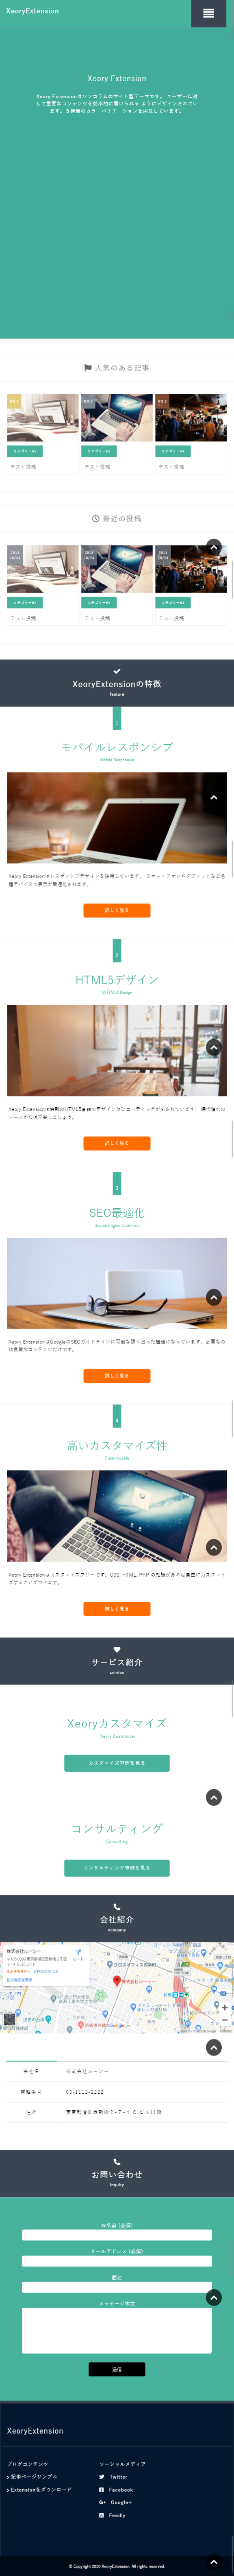 XeoryExtension
Xeory Extension
Xeory Extensionはワンコラムのサイト型テーマです。 ユーザーに対
して重要なコンテンツを効率的に届けられる ようにデザインされてい
ます。５種類のカラーバリエーションを用意しています。
人気のある記事
NO.1
NO.2
NO.3
カテゴリー01
カテゴリー01
カテゴリー01
テスト投稿
テスト投稿
テスト投稿
最近の投稿
カテゴリー01
カテゴリー01
カテゴリー01
テスト投稿
テスト投稿
テスト投稿
XeoryExtensionの特徴
feature
1
モバイルレスポンシブ
Mobile Responsive
Xeory Extensionはレスポンシブデザインを採用しています。 スマートフォンやタブレットなど各
種デバイスで表示が最適化されます。
詳しく見る
2
HTML5デザイン
XHTML5 Design
Xeory Extensionは最新のHTML5言語でデザイン及びコーディングがなされています。 時代遅れの
ソースからは卒業しましょう。
詳しく見る
3
SEO最適化
Search Engine Optimized
Xeory ExtensionはGoogleのSEOガイドラインに可能な限り沿った構造になっています。必要なの
は良質なコンテンツだけです。
詳しく見る
4
高いカスタマイズ性
Customizable
Xeory Extensionはカスタマイズフリーです。CSS, HTML, PHP の知識があれば自由にカスタマイ
ズすることができます。
詳しく見る
サービス紹介
service
Xeoryカスタマイズ
Xeory Customize
カスタマイズ事例を見る
コンサルティング
Consulting
コンサルティング事例を見る
会社紹介
company
株式会社ルーシー
ルート
拡大地図を表示
クロスオフィス内幸町
株式会社ルーシー
Google
会社名
株式会社ルーシー
電話番号
03-1111-2222
住所
東京都港区西新橋２-７-４ CJビル11階
お問い合わせ
Inquiry
お名前 (必須)
メールアドレス (必須)
題名
メッセージ本文
送信
XeoryExtension
ブログコンテンツ
記事ページサンプル
Extensionをダウンロード
ソーシャルメディア
Twitter
Facebook
Google+
Feedly
© Copyright 2020 XeoryExtension. All rights reserved.